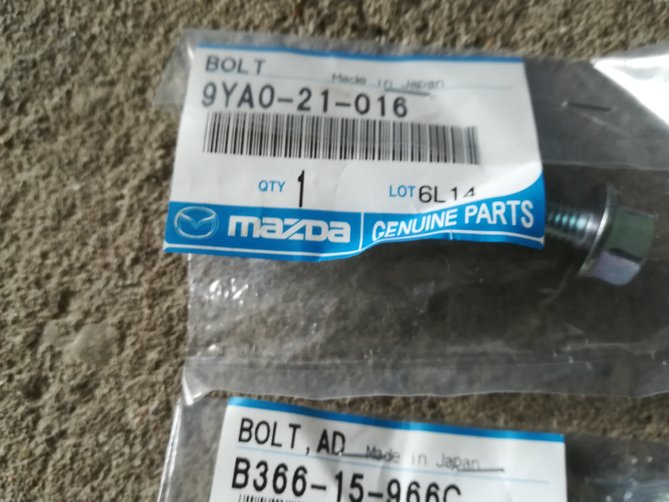 BOLT
Made in Japan
9YA0-21-016
QTY 1 LOT 6L14
mazda GENUINE PARTS
BOLT, AD Made in Japan
B366-15-966C